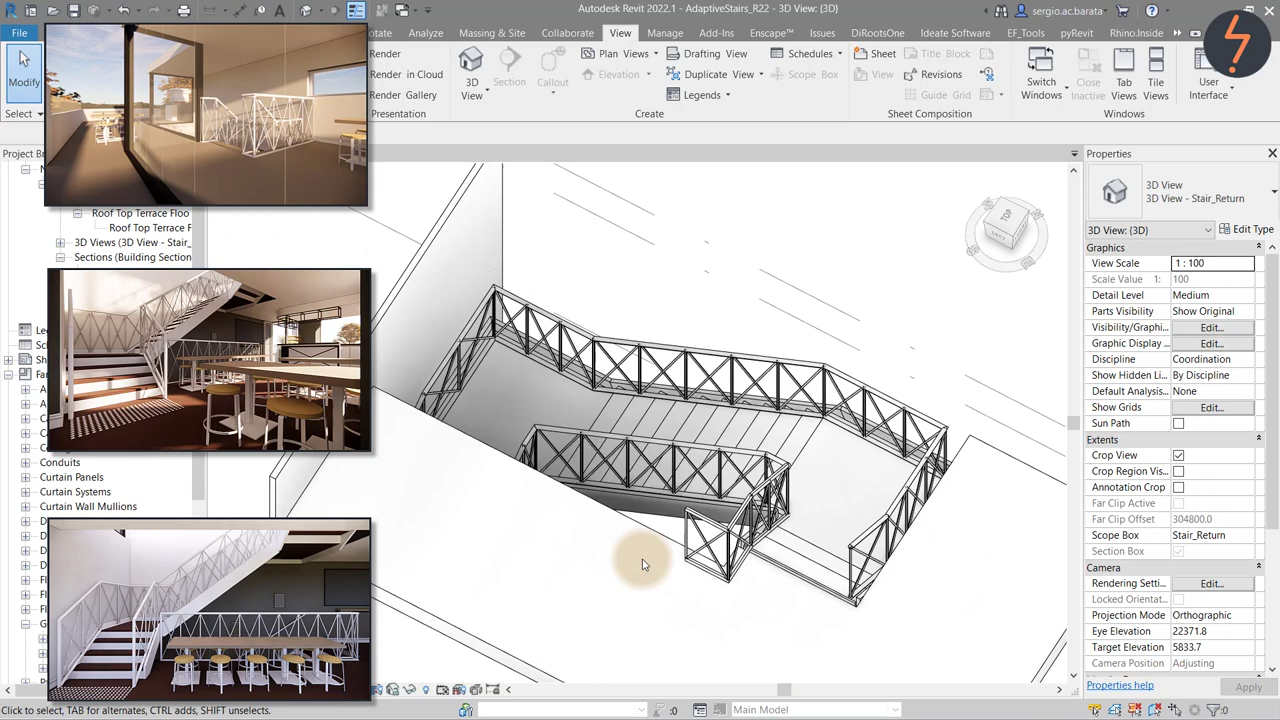 Autodesk Revit 2022.1 - AdaptiveStairs_R22 - 3D View: {3D}
sergio.ac.barata
File
Analyze
Massing & Site
Collaborate
View
Manage
Add-Ins
Enscape™
Issues
DiRootsOne
Ideate Software
EF_Tools
pyRevit
Rhino.Inside
Modify
Select
Render
Render in Cloud
Render Gallery
3D
View
Section
Callout
Plan Views
Elevation
Drafting View
Duplicate View
Legends
Schedules
Scope Box
Create
Sheet
View
Title Block
Revisions
Guide Grid
Sheet Composition
Switch
Windows
Close
Inactive
Tab
Views
Tile
Views
Windows
User
Interface
Project Br
Roof Top Terrace Floo
Roof Top Terrace F
3D Views (3D View - Stair_
Sections (Building Section
Conduits
Curtain Panels
Curtain Systems
Curtain Wall Mullions
TOP
LEFT
Properties
3D View
3D View - Stair_Return
3D View: {3D}
Edit Type
Graphics
View Scale
1 : 100
Scale Value 1:
100
Detail Level
Medium
Parts Visibility
Show Original
Visibility/Graphi...
Edit...
Graphic Display ...
Edit...
Discipline
Coordination
Show Hidden Li...
By Discipline
Default Analysis...
None
Show Grids
Edit...
Sun Path
Extents
Crop View
Crop Region Vis...
Annotation Crop
Far Clip Active
Far Clip Offset
304800.0
Scope Box
Stair_Return
Section Box
Camera
Rendering Setti...
Edit...
Locked Orientat...
Projection Mode
Orthographic
Eye Elevation
22371.8
Target Elevation
5833.7
Camera Position
Adjusting
Properties help
Apply
Click to select, TAB for alternates, CTRL adds, SHIFT unselects.
:0
Main Model
:0